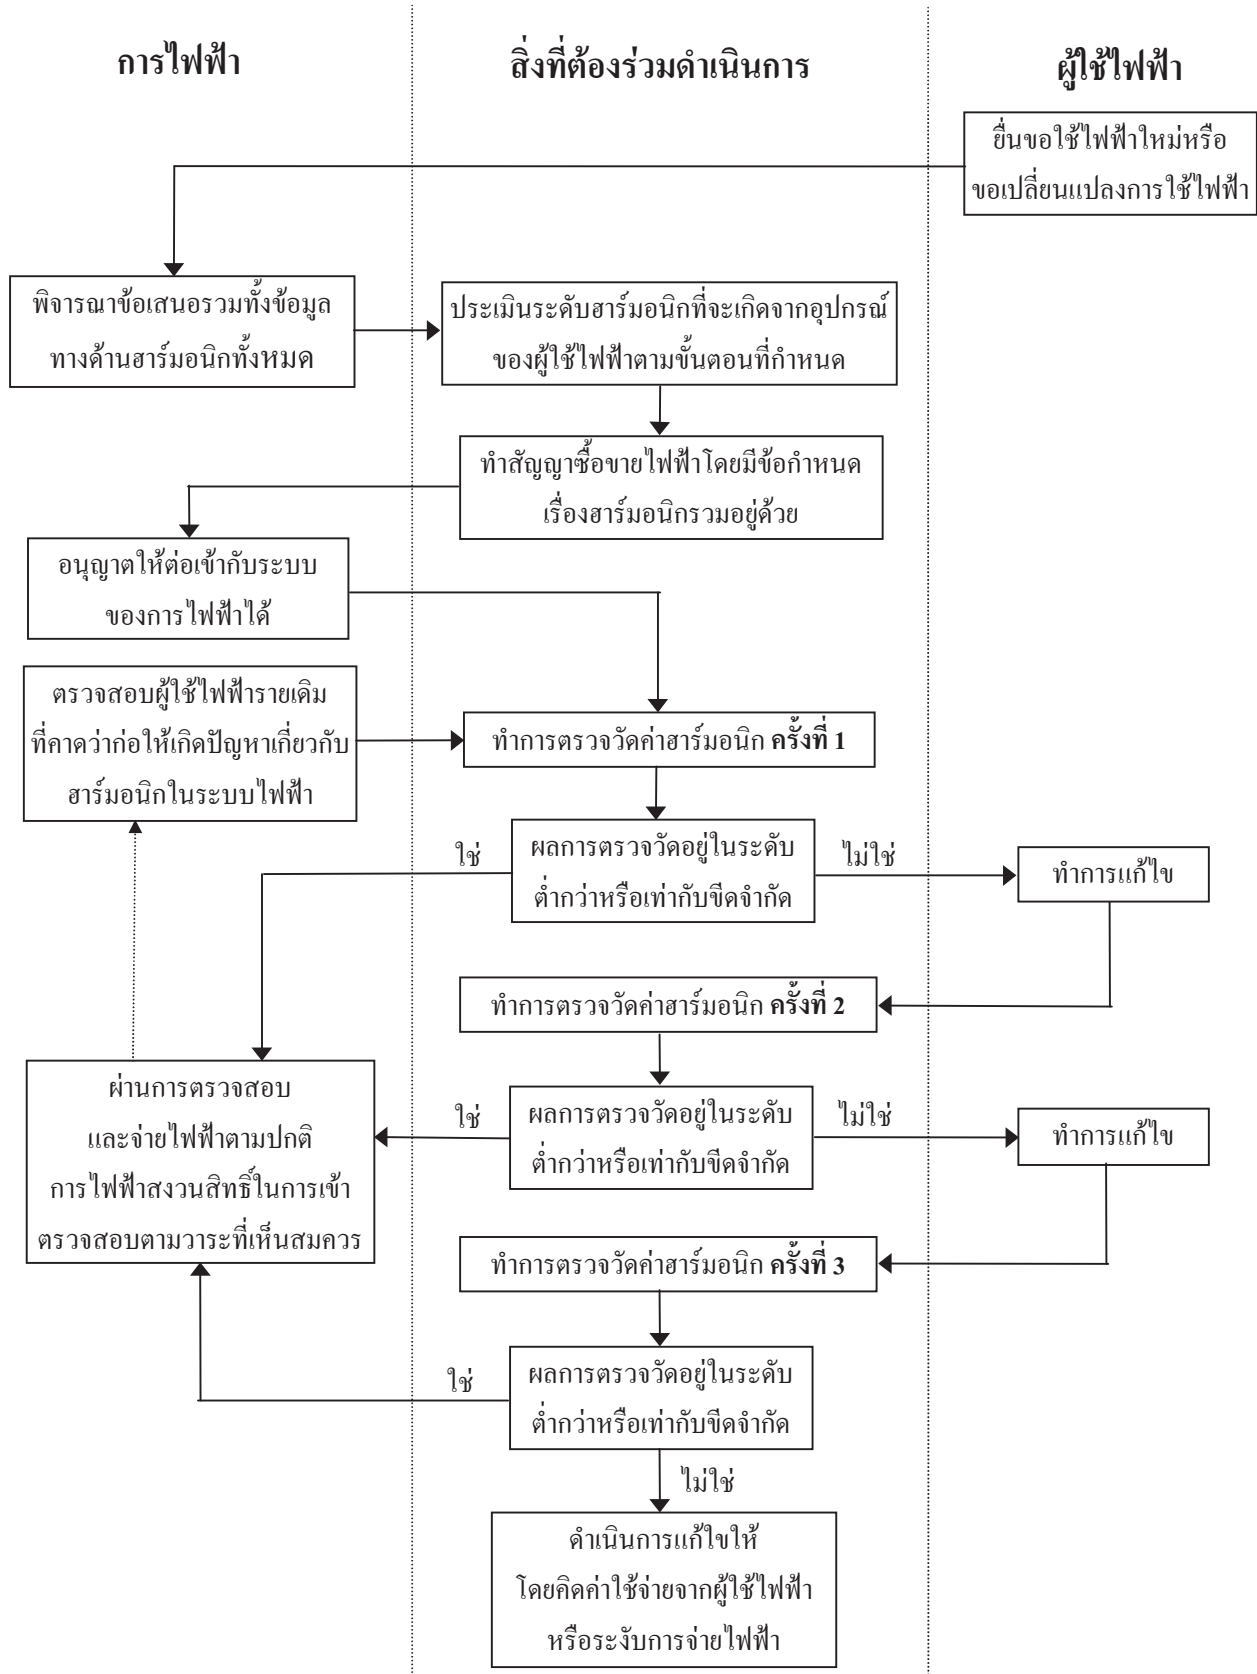 การไฟฟ้า
สิ่งที่ต้องร่วมดำเนินการ
ผู้ใช้ไฟฟ้า
ยื่นขอใช้ไฟฟ้าใหม่หรือ
ขอเปลี่ยนแปลงการใช้ไฟฟ้า
พิจารณาข้อเสนอรวมทั้งข้อมูล
ทางด้านฮาร์มอนิกทั้งหมด
ประเมินระดับฮาร์มอนิกที่จะเกิดจากอุปกรณ์
ของผู้ใช้ไฟฟ้าตามขั้นตอนที่กำหนด
ทำสัญญาซื้อขายไฟฟ้าโดยมีข้อกำหนด
เรื่องฮาร์มอนิกรวมอยู่ด้วย
อนุญาตให้ต่อเข้ากับระบบ
ของการไฟฟ้าได้
ตรวจสอบผู้ใช้ไฟฟ้ารายเดิม
ที่คาดว่าก่อให้เกิดปัญหาเกี่ยวกับ
ฮาร์มอนิกในระบบไฟฟ้า
ทำการตรวจวัดค่าฮาร์มอนิก ครั้งที่ 1
ใช่
ผลการตรวจวัดอยู่ในระดับ
ต่ำกว่าหรือเท่ากับขีดจำกัด
ไม่ใช่
ทำการแก้ไข
ทำการตรวจวัดค่าฮาร์มอนิก ครั้งที่ 2
ผ่านการตรวจสอบ
และจ่ายไฟฟ้าตามปกติ
การไฟฟ้าสงวนสิทธิ์ในการเข้า
ตรวจสอบตามวาระที่เห็นสมควร
ใช่
ผลการตรวจวัดอยู่ในระดับ
ต่ำกว่าหรือเท่ากับขีดจำกัด
ไม่ใช่
ทำการแก้ไข
ทำการตรวจวัดค่าฮาร์มอนิก ครั้งที่ 3
ใช่
ผลการตรวจวัดอยู่ในระดับ
ต่ำกว่าหรือเท่ากับขีดจำกัด
ไม่ใช่
ดำเนินการแก้ไขให้
โดยคิดค่าใช้จ่ายจากผู้ใช้ไฟฟ้า
หรือระงับการจ่ายไฟฟ้า